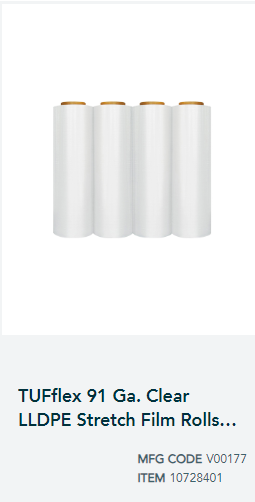 TUFflex 91 Ga. Clear
LLDPE Stretch Film Rolls...
MFG CODE V00177
ITEM 10728401